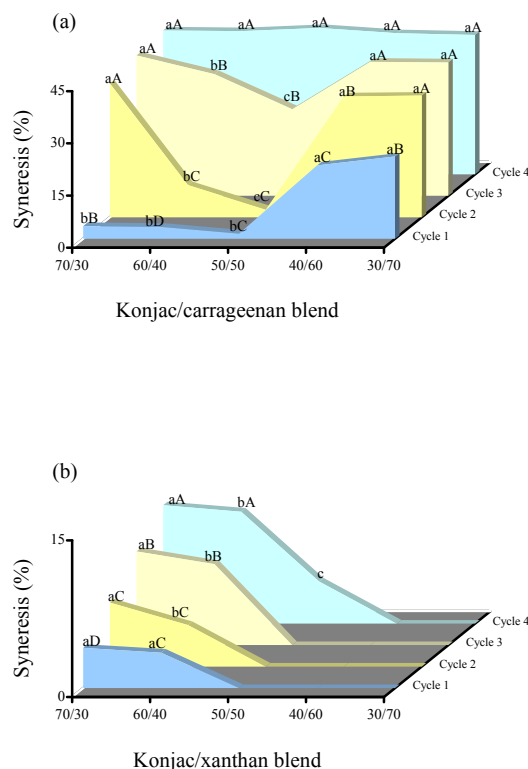 (a)
aA aA aA aA aA
aA bB cB aA aA
aA bC cC aB aA
bB bD bC aC aB
Syneresis (%)
45
30
15
0
70/30 60/40 50/50 40/60 30/70
Cycle 1
Cycle 2
Cycle 3
Cycle 4
Konjac/carrageenan blend
(b)
aA bA c
aB bB
aC bC
aD aC
Syneresis (%)
15
0
70/30 60/40 50/50 40/60 30/70
Cycle 1
Cycle 2
Cycle 3
Cycle 4
Konjac/xanthan blend